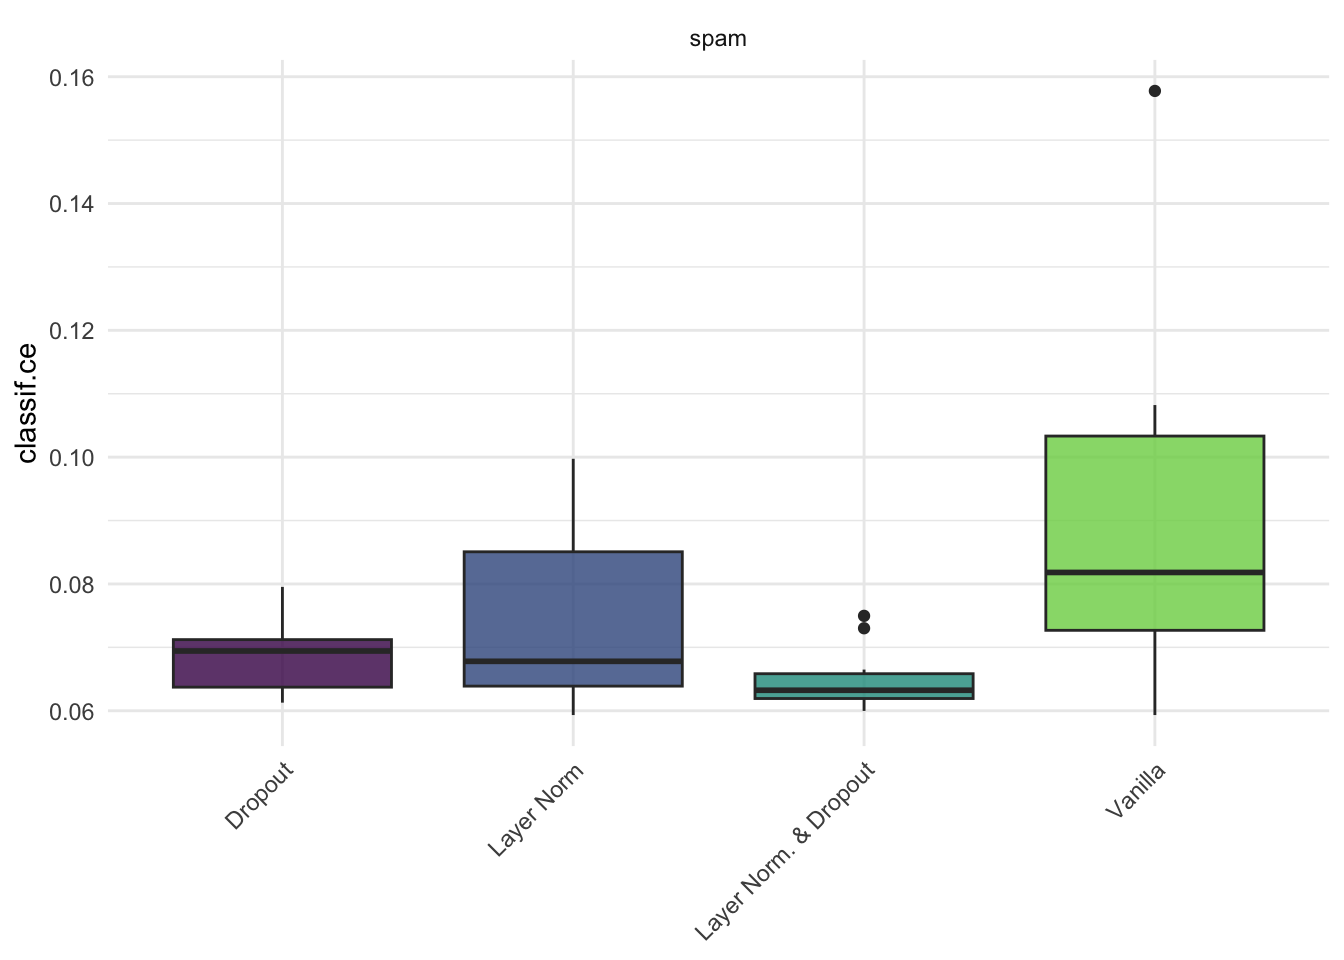 spam
0.16
0.14
0.12
0.10
0.08
0.06
classif.ce
Dropout
Layer Norm
Layer Norm. & Dropout
Vanilla